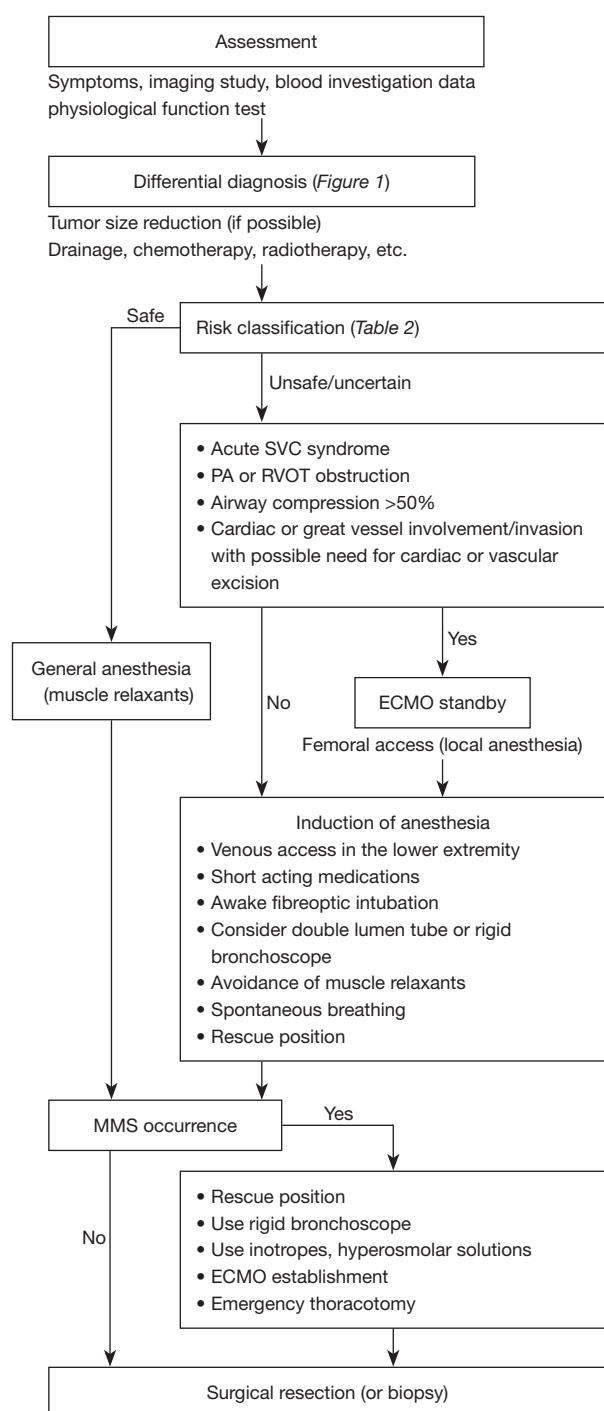 Assessment
Symptoms, imaging study, blood investigation data
physiological function test
Differential diagnosis (Figure 1)
Tumor size reduction (if possible)
Drainage, chemotherapy, radiotherapy, etc.
Safe
Risk classification (Table 2)
Unsafe/uncertain
• Acute SVC syndrome
• PA or RVOT obstruction
• Airway compression >50%
• Cardiac or great vessel involvement/invasion
with possible need for cardiac or vascular
excision
Yes
General anesthesia
(muscle relaxants)
No
ECMO standby
Femoral access (local anesthesia)
Induction of anesthesia
• Venous access in the lower extremity
• Short acting medications
• Awake fibreoptic intubation
• Consider double lumen tube or rigid
bronchoscope
• Avoidance of muscle relaxants
• Spontaneous breathing
• Rescue position
MMS occurrence
Yes
No
• Rescue position
• Use rigid bronchoscope
• Use inotropes, hyperosmolar solutions
• ECMO establishment
• Emergency thoracotomy
Surgical resection (or biopsy)